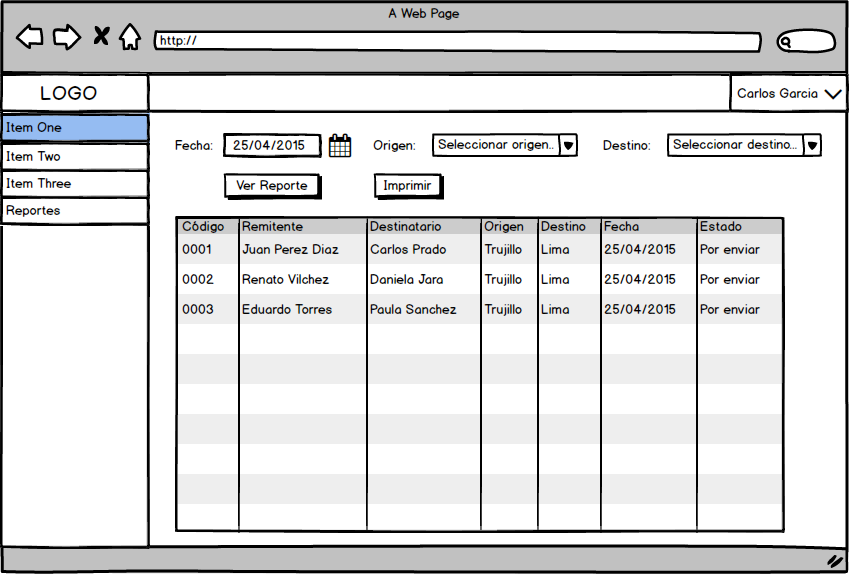 A Web Page
http://
LOGO
Carlos Garcia
Item One
Item Two
Item Three
Reportes
Fecha: 25/04/2015 Origen: Seleccionar origen.. Destino: Seleccionar destino...
Ver Reporte Imprimir
Código Remitente Destinatario Origen Destino Fecha Estado
0001 Juan Perez Diaz Carlos Prado Trujillo Lima 25/04/2015 Por enviar
0002 Renato Vilchez Daniela Jara Trujillo Lima 25/04/2015 Por enviar
0003 Eduardo Torres Paula Sanchez Trujillo Lima 25/04/2015 Por enviar